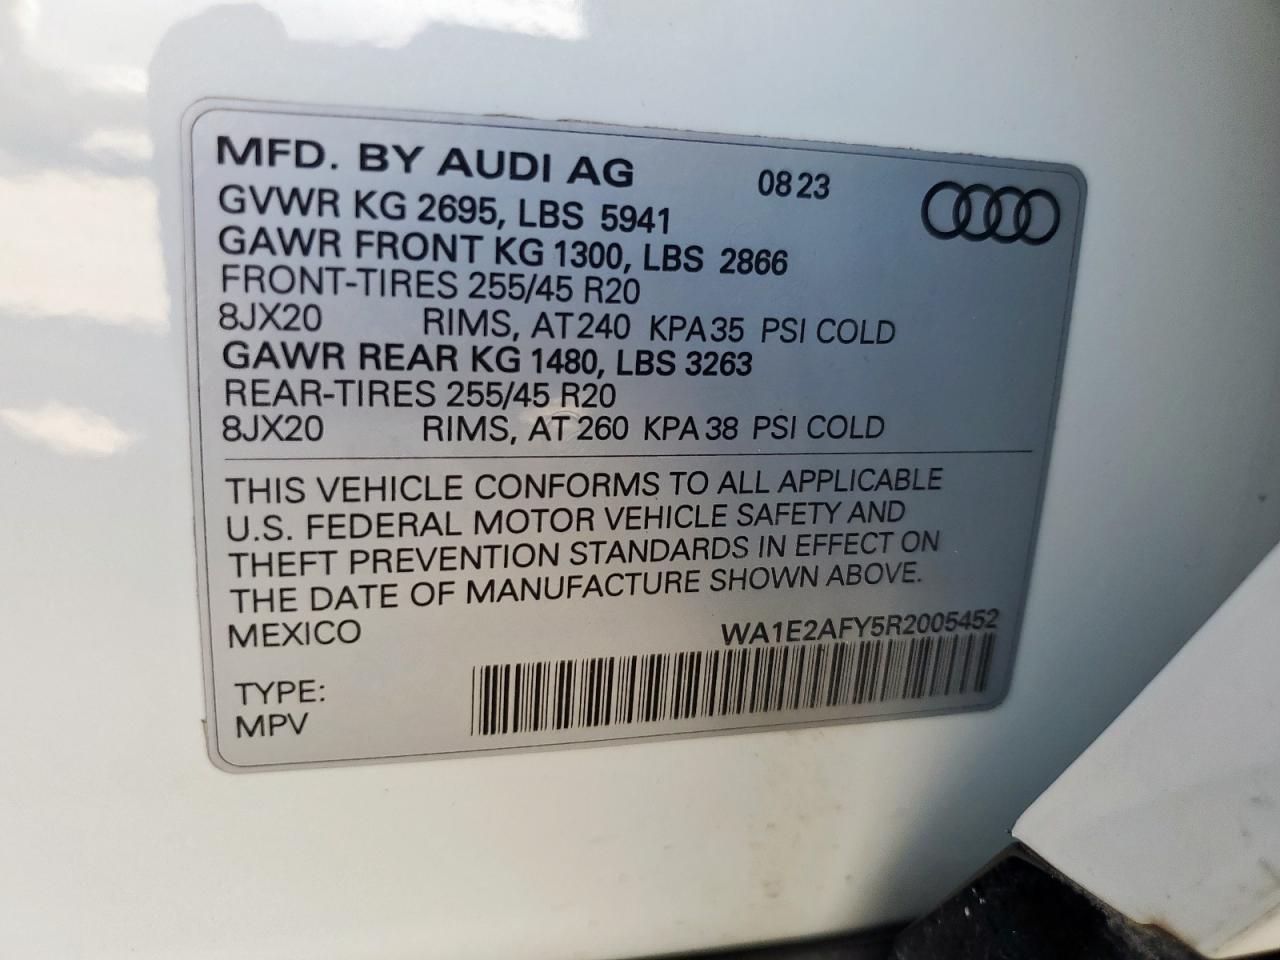 MFD. BY AUDI AG 08 23
GVWR KG 2695, LBS 5941
GAWR FRONT KG 1300, LBS 2866
FRONT-TIRES 255/45 R20
8JX20 RIMS, AT 240 KPA 35 PSI COLD
GAWR REAR KG 1480, LBS 3263
REAR-TIRES 255/45 R20
8JX20 RIMS, AT 260 KPA 38 PSI COLD
THIS VEHICLE CONFORMS TO ALL APPLICABLE
U.S. FEDERAL MOTOR VEHICLE SAFETY AND
THEFT PREVENTION STANDARDS IN EFFECT ON
THE DATE OF MANUFACTURE SHOWN ABOVE.
MEXICO WA1E2AFY5R2005452
TYPE:
MPV